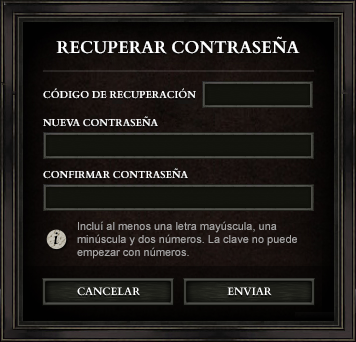 RECUPERAR CONTRASEÑA
CÓDIGO DE RECUPERACIÓN
NUEVA CONTRASEÑA
CONFIRMAR CONTRASEÑA
Incluí al menos una letra mayúscula, una
minúscula y dos números. La clave no puede
empezar con números.
CANCELAR
ENVIAR